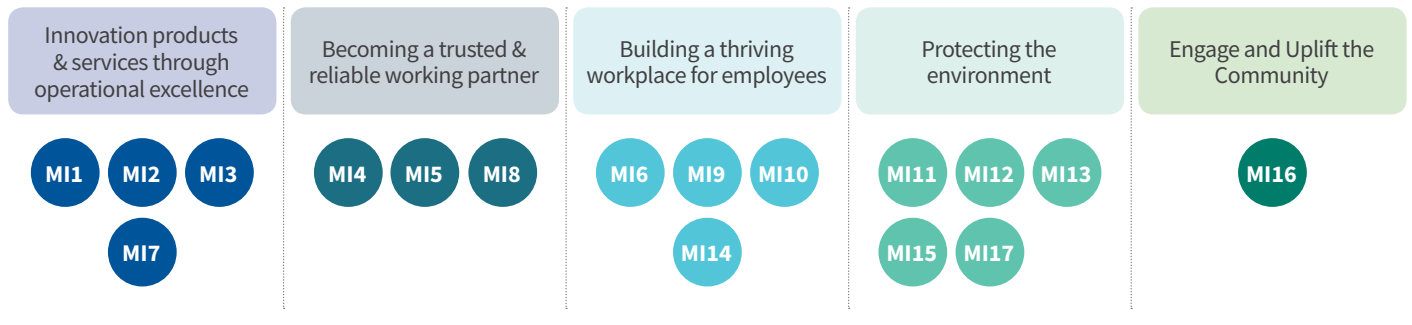 Innovation products
& services through
operational excellence
Becoming a trusted &
reliable working partner
Building a thriving
workplace for employees
Protecting the
environment
Engage and Uplift the
Community
MI1 MI2 MI3
MI7
MI4 MI5 MI8
MI6 MI9 MI10
MI14
MI11 MI12 MI13
MI15 MI17
MI16